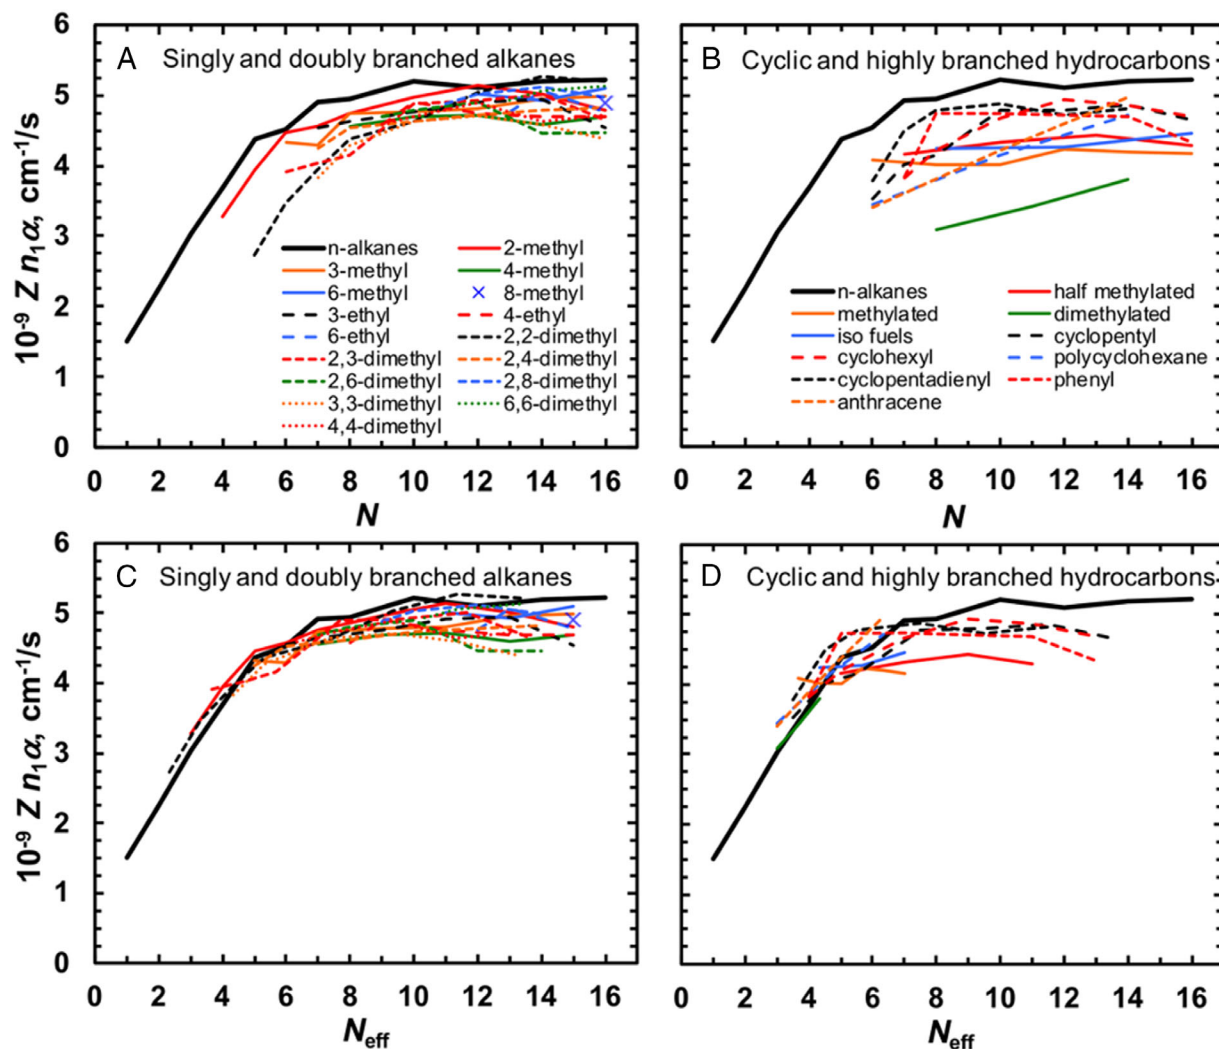 A Singly and doubly branched alkanes
10⁻⁹ Z n₁α, cm⁻¹/s
6
5
4
3
2
1
0
n-alkanes 2-methyl
3-methyl 4-methyl
6-methyl 8-methyl
3-ethyl 4-ethyl
6-ethyl 2,2-dimethyl
2,3-dimethyl 2,4-dimethyl
2,6-dimethyl 2,8-dimethyl
3,3-dimethyl 6,6-dimethyl
4,4-dimethyl
0 2 4 6 8 10 12 14 16
N
B Cyclic and highly branched hydrocarbons
n-alkanes half methylated
methylated dimethylated
iso fuels cyclopentyl
cyclohexyl polycyclohexane
cyclopentadienyl phenyl
anthracene
0 2 4 6 8 10 12 14 16
N
C Singly and doubly branched alkanes
10⁻⁹ Z n₁α, cm⁻¹/s
6
5
4
3
2
1
0
0 2 4 6 8 10 12 14 16
Neff
D Cyclic and highly branched hydrocarbons
0 2 4 6 8 10 12 14 16
Neff